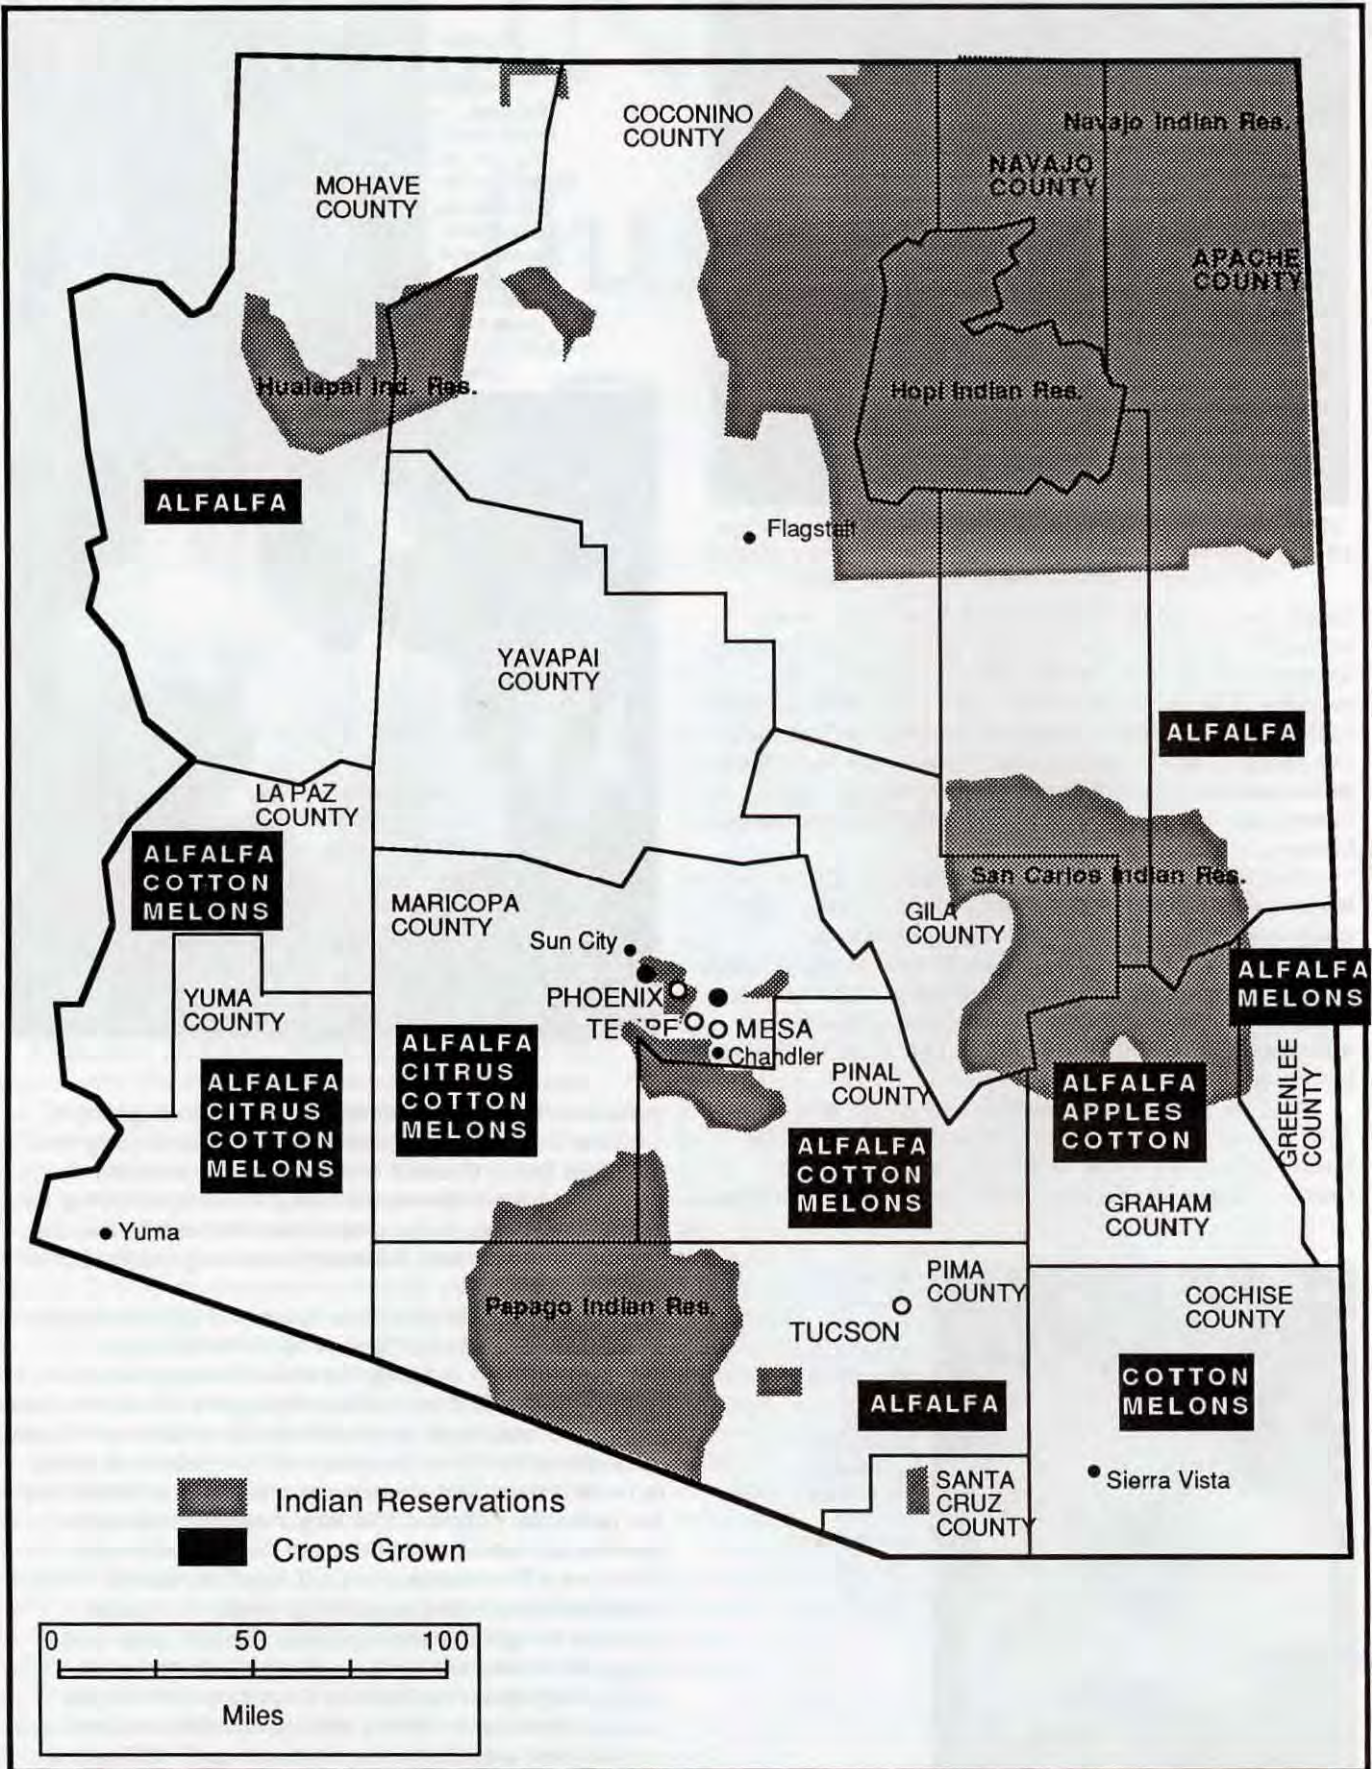 COCONINO
COUNTY
Navajo Indian Res.
NAVAJO
COUNTY
MOHAVE
COUNTY
APACHE
COUNTY
Hualapai Ind. Res.
Hopi Indian Res.
ALFALFA
Flagstaff
YAVAPAI
COUNTY
ALFALFA
LA PAZ
COUNTY
ALFALFA
COTTON
MELONS
San Carlos Indian Res.
MARICOPA
COUNTY
GILA
COUNTY
Sun City
ALFALFA
MELONS
YUMA
COUNTY
PHOENIX
TEMPE
MESA
Chandler
ALFALFA
CITRUS
COTTON
MELONS
ALFALFA
CITRUS
COTTON
MELONS
PINAL
COUNTY
ALFALFA
APPLES
COTTON
GREENLEE
COUNTY
ALFALFA
COTTON
MELONS
GRAHAM
COUNTY
Yuma
PIMA
COUNTY
Papago Indian Res.
TUCSON
COCHISE
COUNTY
ALFALFA
COTTON
MELONS
SANTA
CRUZ
COUNTY
Sierra Vista
Indian Reservations
Crops Grown
0 50 100
Miles